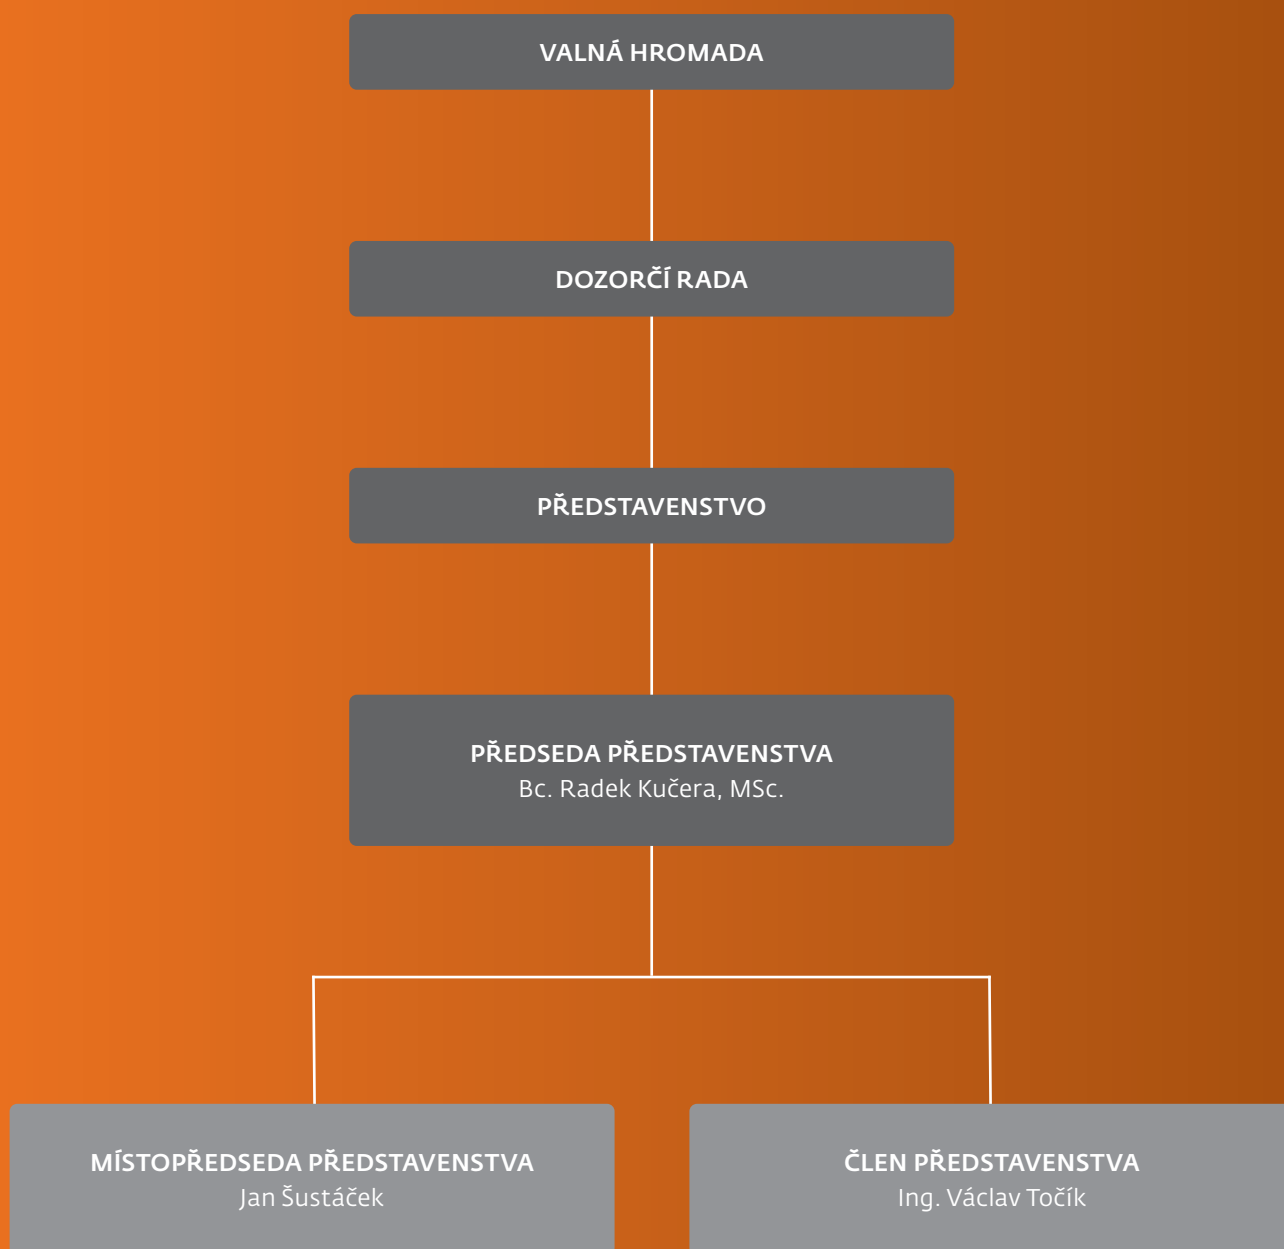 VALNÁ HROMADA
DOZORČÍ RADA
PŘEDSTAVENSTVO
PŘEDSEDA PŘEDSTAVENSTVA
Bc. Radek Kučera, MSc.
MÍSTOPŘEDSEDA PŘEDSTAVENSTVA
Jan Šustáček
ČLEN PŘEDSTAVENSTVA
Ing. Václav Točík